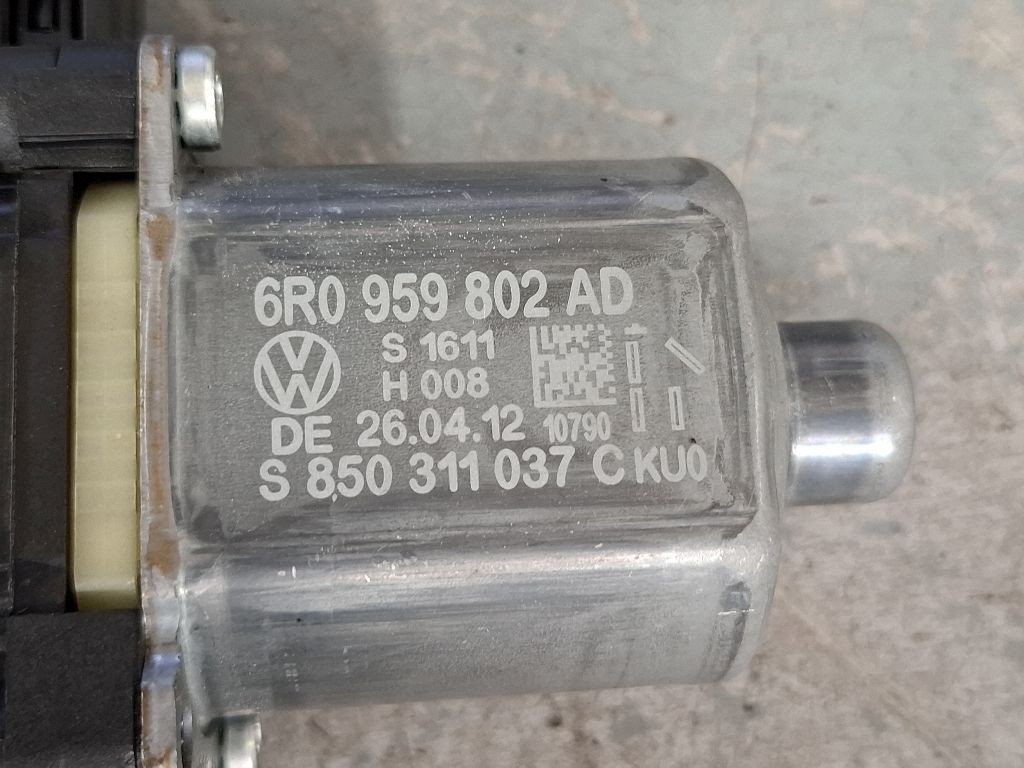 6R0 959 802 AD
S 1611
H 008
DE 26.04.12 10790
S 850 311 037 C KU0